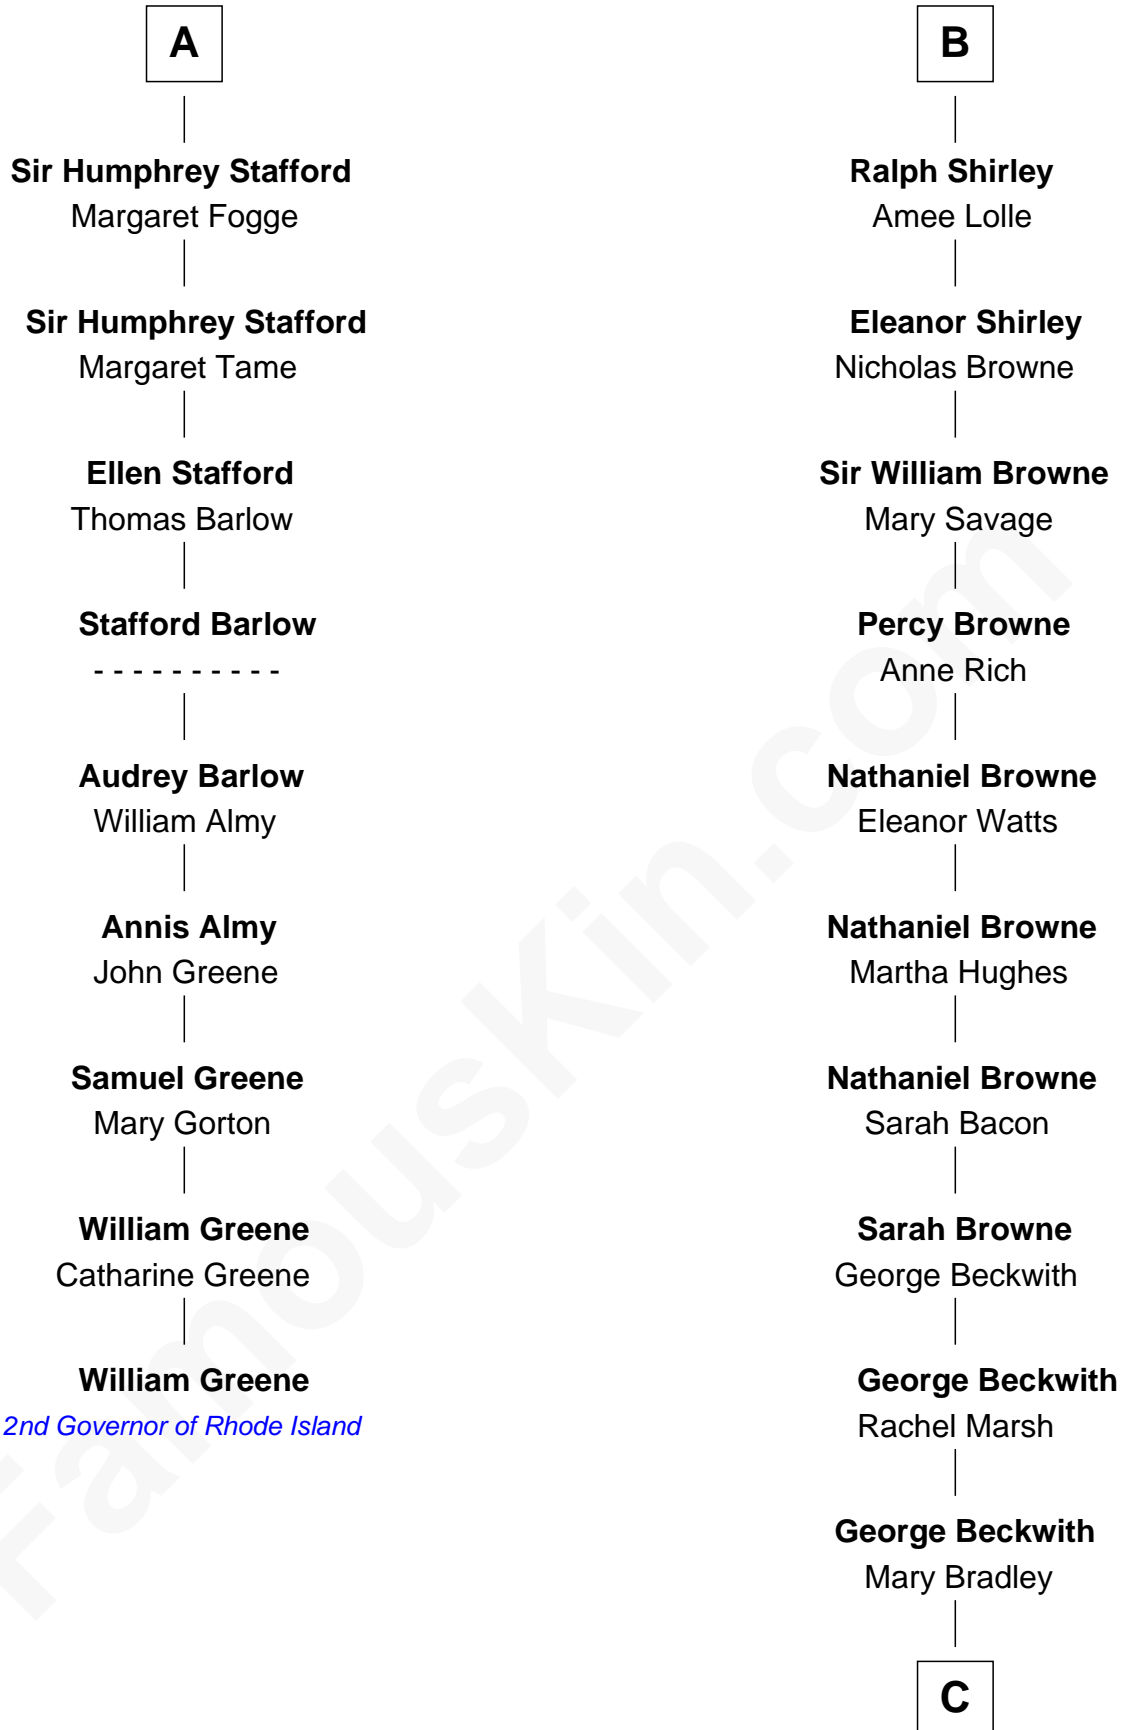 A
Sir Humphrey Stafford
Margaret Fogge
Sir Humphrey Stafford
Margaret Tame
Ellen Stafford
Thomas Barlow
Stafford Barlow
- - - - - - - - - -
Audrey Barlow
William Almy
Annis Almy
John Greene
Samuel Greene
Mary Gorton
William Greene
Catharine Greene
William Greene
2nd Governor of Rhode Island
B
Ralph Shirley
Amee Lolle
Eleanor Shirley
Nicholas Browne
Sir William Browne
Mary Savage
Percy Browne
Anne Rich
Nathaniel Browne
Eleanor Watts
Nathaniel Browne
Martha Hughes
Nathaniel Browne
Sarah Bacon
Sarah Browne
George Beckwith
George Beckwith
Rachel Marsh
George Beckwith
Mary Bradley
C
FamousKin.com